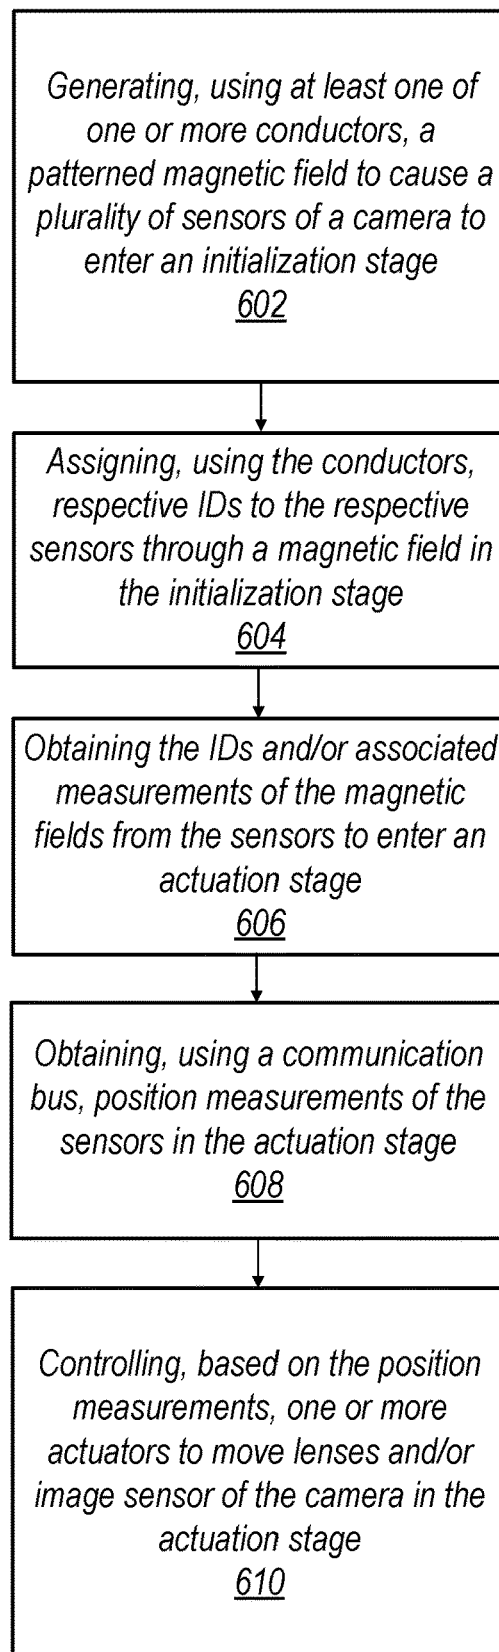 Generating, using at least one of
one or more conductors, a
patterned magnetic field to cause a
plurality of sensors of a camera to
enter an initialization stage
602
Assigning, using the conductors,
respective IDs to the respective
sensors through a magnetic field in
the initialization stage
604
Obtaining the IDs and/or associated
measurements of the magnetic
fields from the sensors to enter an
actuation stage
606
Obtaining, using a communication
bus, position measurements of the
sensors in the actuation stage
608
Controlling, based on the position
measurements, one or more
actuators to move lenses and/or
image sensor of the camera in the
actuation stage
610